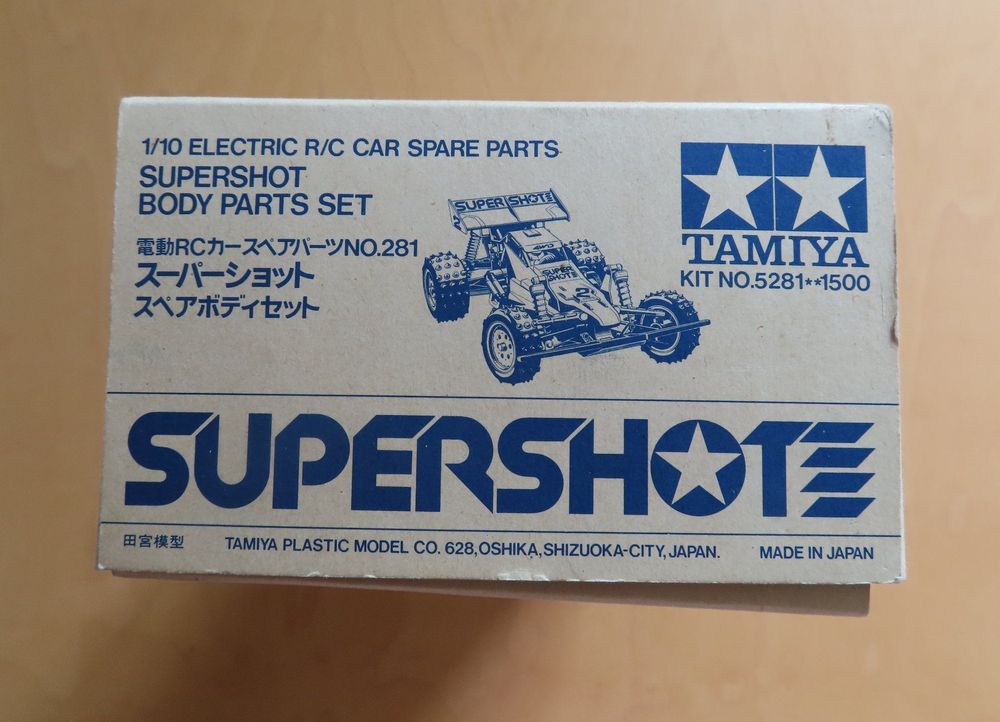 1/10 ELECTRIC R/C CAR SPARE PARTS
SUPERSHOT
BODY PARTS SET
電動RCカースペアパーツNO.281
スーパーショット
スペアボディセット
SUPER SHOT
4WD
SUPER
SHOT
2
TAMIYA
KIT NO.5281**1500
SUPERSHOT
田宮模型
TAMIYA PLASTIC MODEL CO. 628,OSHIKA,SHIZUOKA-CITY,JAPAN.
MADE IN JAPAN